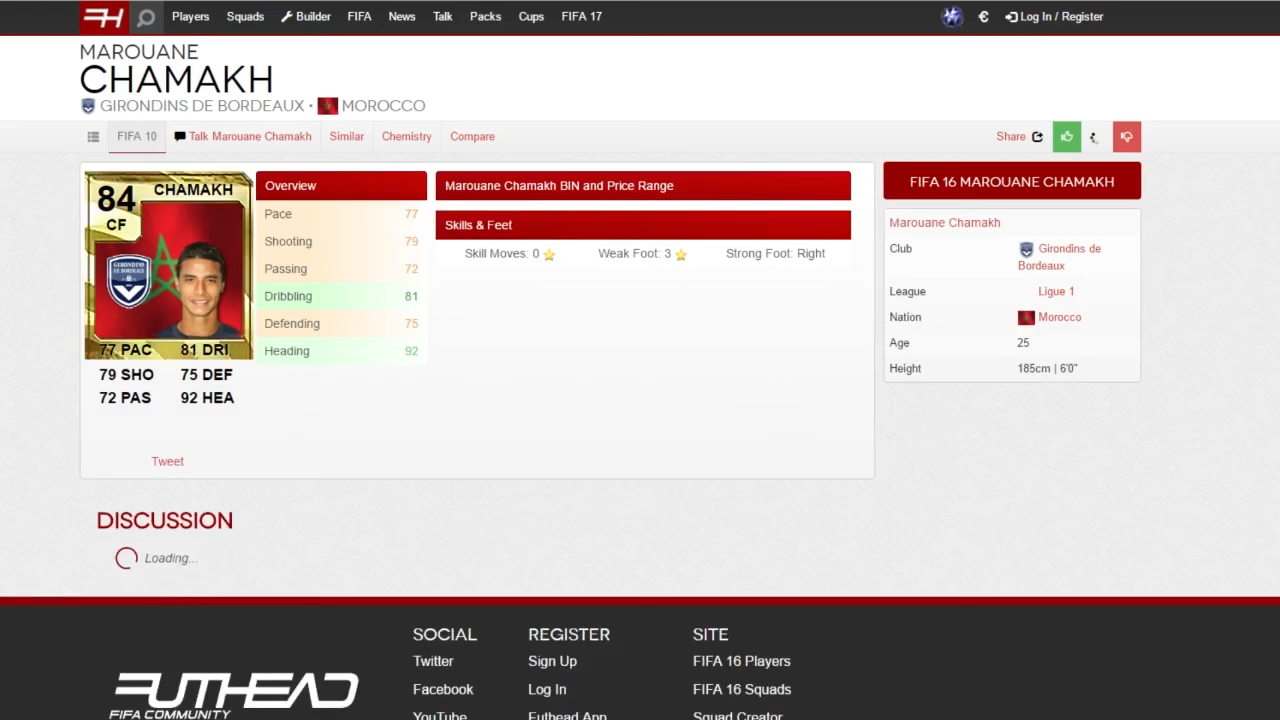 FH Players Squads Builder FIFA News Talk Packs Cups FIFA 17 € Log In / Register
MAROUANE
CHAMAKH
GIRONDINS DE BORDEAUX • MOROCCO
FIFA 10 Talk Marouane Chamakh Similar Chemistry Compare Share
84
CF
CHAMAKH
GIRONDINS
DE BORDEAUX
77 PAC 81 DRI
79 SHO 75 DEF
72 PAS 92 HEA
Tweet
Overview
Pace 77
Shooting 79
Passing 72
Dribbling 81
Defending 75
Heading 92
Marouane Chamakh BIN and Price Range
Skills & Feet
Skill Moves: 0 Weak Foot: 3 Strong Foot: Right
FIFA 16 MAROUANE CHAMAKH
Marouane Chamakh
Club Girondins de
Bordeaux
League Ligue 1
Nation Morocco
Age 25
Height 185cm | 6'0"
DISCUSSION
Loading...
FUTHEAD
FIFA COMMUNITY
SOCIAL
Twitter
Facebook
YouTube
REGISTER
Sign Up
Log In
Futhead App
SITE
FIFA 16 Players
FIFA 16 Squads
Squad Creator